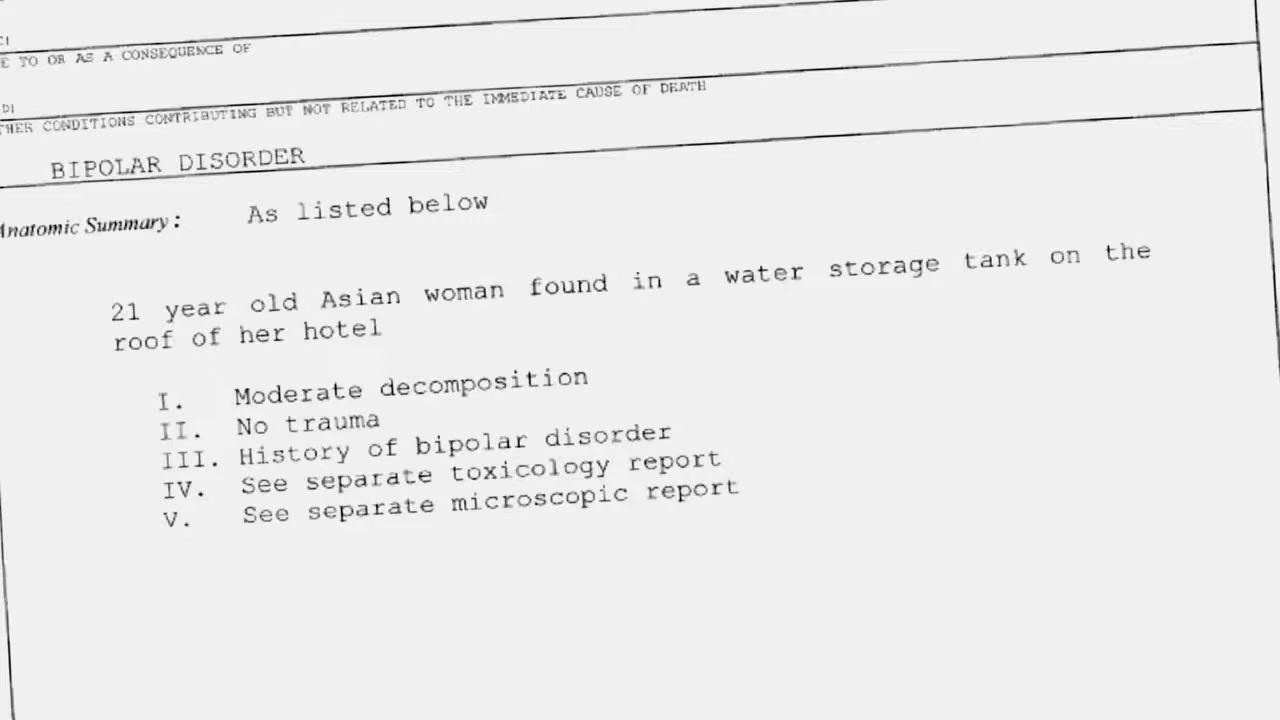 TO OR AS A CONSEQUENCE OF
CONDITIONS CONTRIBUTING BUT NOT RELATED TO THE IMMEDIATE CAUSE OF DEATH
BIPOLAR DISORDER
Anatomic Summary: As listed below
21 year old Asian woman found in a water storage tank on the
roof of her hotel
I. Moderate decomposition
II. No trauma
III. History of bipolar disorder
IV. See separate toxicology report
V. See separate microscopic report